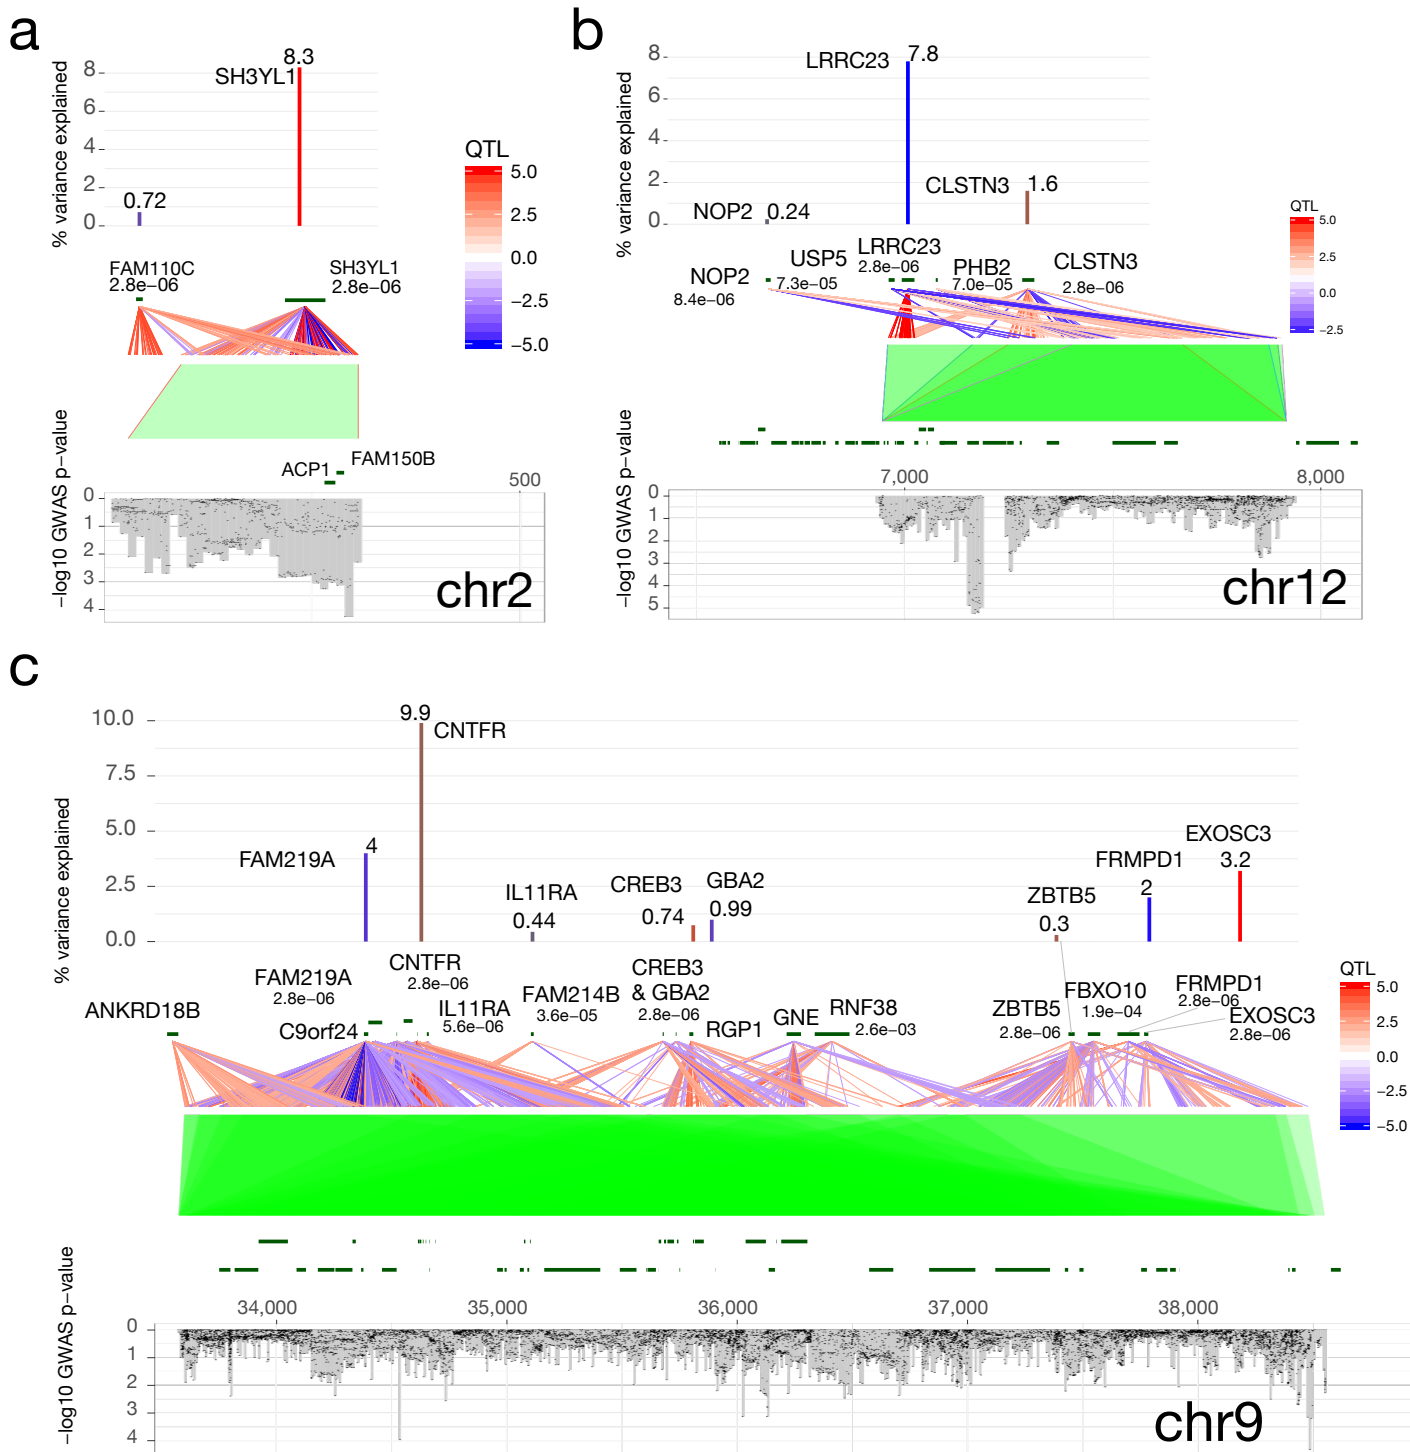 a
% variance explained
8
6
4
2
0
8.3
SH3YL1
0.72
FAM110C
2.8e−06
SH3YL1
2.8e−06
QTL
5.0
2.5
0.0
−2.5
−5.0
ACP1
FAM150B
500
−log10 GWAS p−value
0
1
2
3
4
chr2
b
% variance explained
8
6
4
2
0
LRRC23
7.8
CLSTN3
1.6
NOP2
0.24
NOP2
8.4e−06
USP5
7.3e−05
LRRC23
2.8e−06
PHB2
7.0e−05
CLSTN3
2.8e−06
QTL
5.0
2.5
0.0
−2.5
7,000
8,000
−log10 GWAS p−value
0
1
2
3
4
5
chr12
c
% variance explained
10.0
7.5
5.0
2.5
0.0
9.9
CNTFR
FAM219A
4
IL11RA
0.44
CREB3
0.74
GBA2
0.99
ZBTB5
0.3
FRMPD1
2
EXOSC3
3.2
ANKRD18B
FAM219A
2.8e−06
C9orf24
CNTFR
2.8e−06
IL11RA
5.6e−06
FAM214B
3.6e−05
CREB3
& GBA2
2.8e−06
RGP1
GNE
RNF38
2.6e−03
ZBTB5
2.8e−06
FBXO10
1.9e−04
FRMPD1
2.8e−06
EXOSC3
2.8e−06
QTL
5.0
2.5
0.0
−2.5
−5.0
34,000
35,000
36,000
37,000
38,000
−log10 GWAS p−value
0
1
2
3
4
chr9